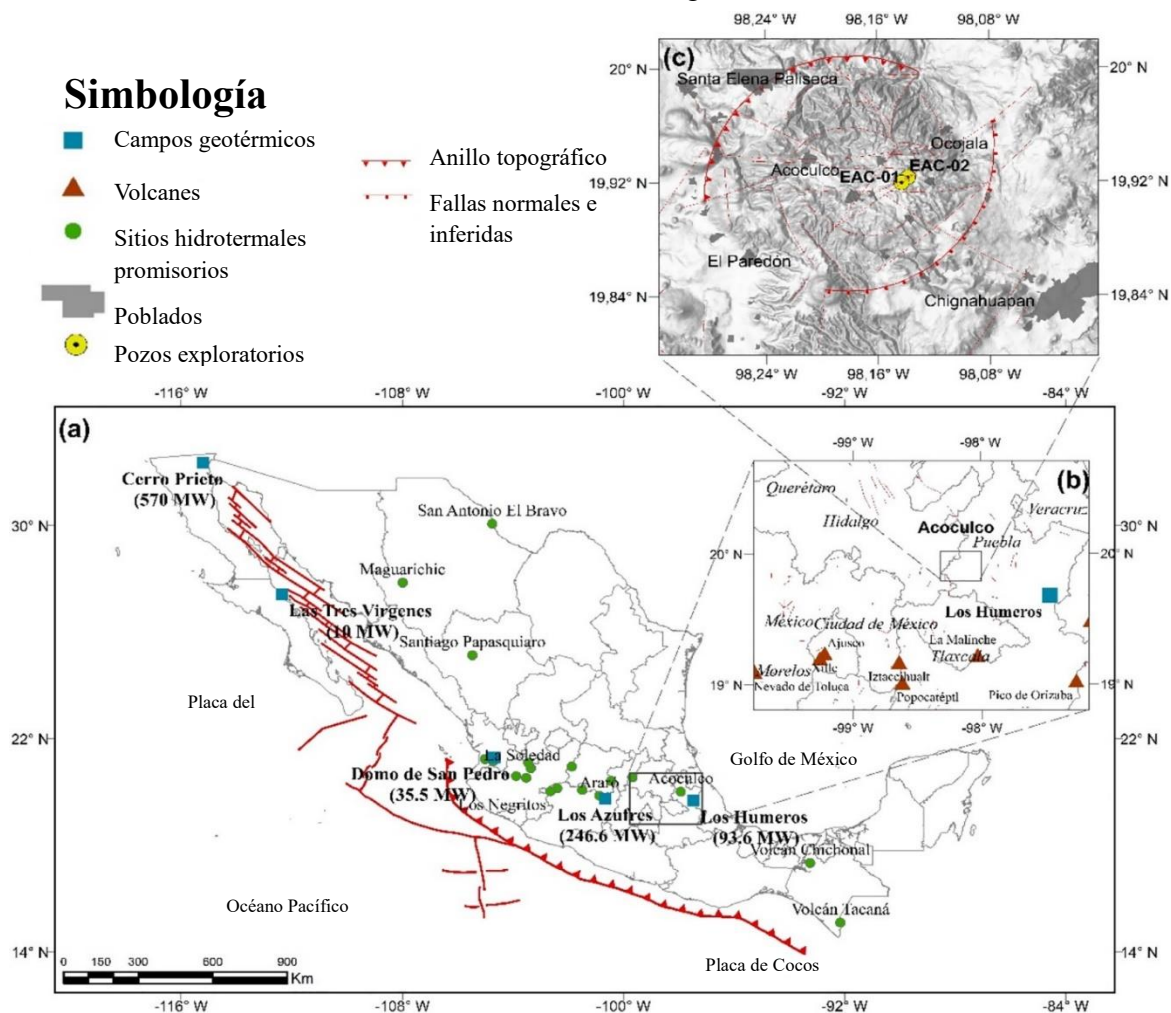 Simbología
Campos geotérmicos
Volcanes
Sitios hidrotermales
promisorios
Poblados
Pozos exploratorios
Anillo topográfico
Fallas normales e
inferidas
98,24° W 98,16° W 98,08° W
(c)
20° N 20° N
Santa Elena Paliseca
Ocojala
Acoculco
EAC-01 EAC-02
19,92° N 19,92° N
El Paredón
19,84° N 19,84° N
Chignahuapan
98,24° W 98,16° W 98,08° W
-116° W -108° W -100° W -92° W -84° W
(a)
Cerro Prieto
(570 MW)
San Antonio El Bravo
30° N 30° N
Maguarichic
Las Tres Vírgenes
(10 MW)
Santiago Papasquiaro
Placa del
22° N 22° N
La Soledad
Domo de San Pedro
(35.5 MW)
Los Negritos
Araró
Acoculco
Los Azufres
(246.6 MW)
Los Humeros
(93.6 MW)
Golfo de México
Volcán Chichonal
Volcán Tacaná
Océano Pacífico
14° N 14° N
Placa de Cocos
0 150 300 600 900
Km
-116° W -108° W -100° W -92° W -84° W
-99° W -98° W
(b)
Querétaro
Hidalgo
Veracruz
Acoculco
Puebla
20° N 20° N
Los Humeros
México
Ciudad de México
Ajusco
La Malinche
Tlaxcala
Morelos
Nevado de Toluca
Iztaccíhualt
Popocatéptl
Pico de Orizaba
19° N 19° N
-99° W -98° W